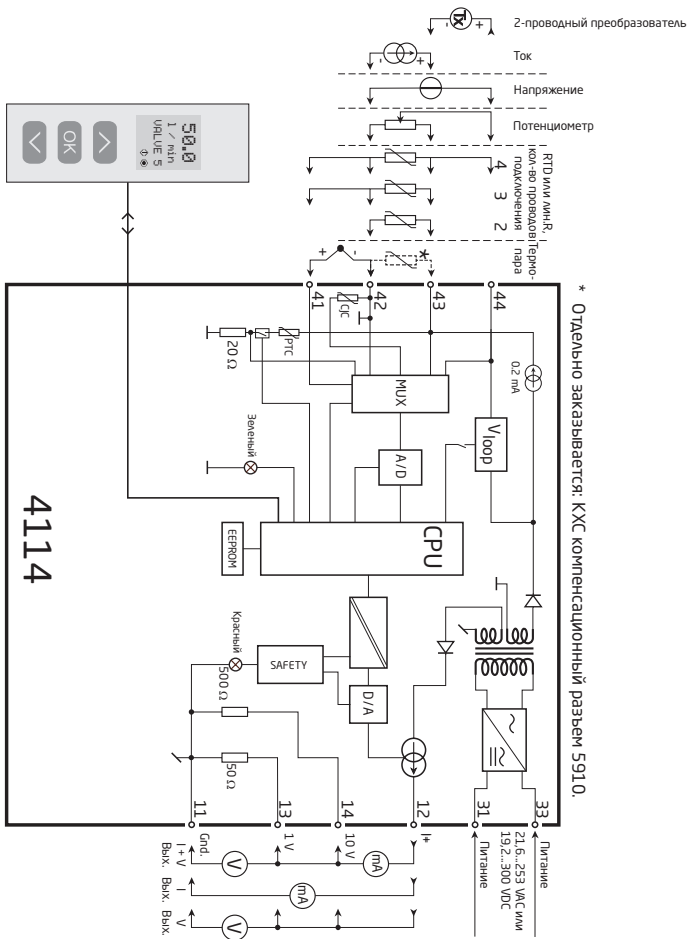 2-проводный преобразователь
Tx
+
-
Ток
+
-
Напряжение
Потенциометр
RTD или лин.R,
кол-во проводов
подключения
4
3
2
Термо-
пара
+
-
*
* Отдельно заказывается: КХС компенсационный разъем 5910.
50.0
l / min
VALVE 5
OK
41
42
43
44
CJC
PTC
20 Ω
0.2 mA
MUX
Vloop
A/D
Зеленый
CPU
EEPROM
4114
Красный
SAFETY
D/A
500 Ω
50 Ω
11
13
14
12
31
33
Gnd.
1 V
10 V
I+
Питание
Питание
21,6...253 VAC или
19,2...300 VDC
V
mA
I + V
Вых.
mA
I
Вых.
V
V
Вых.